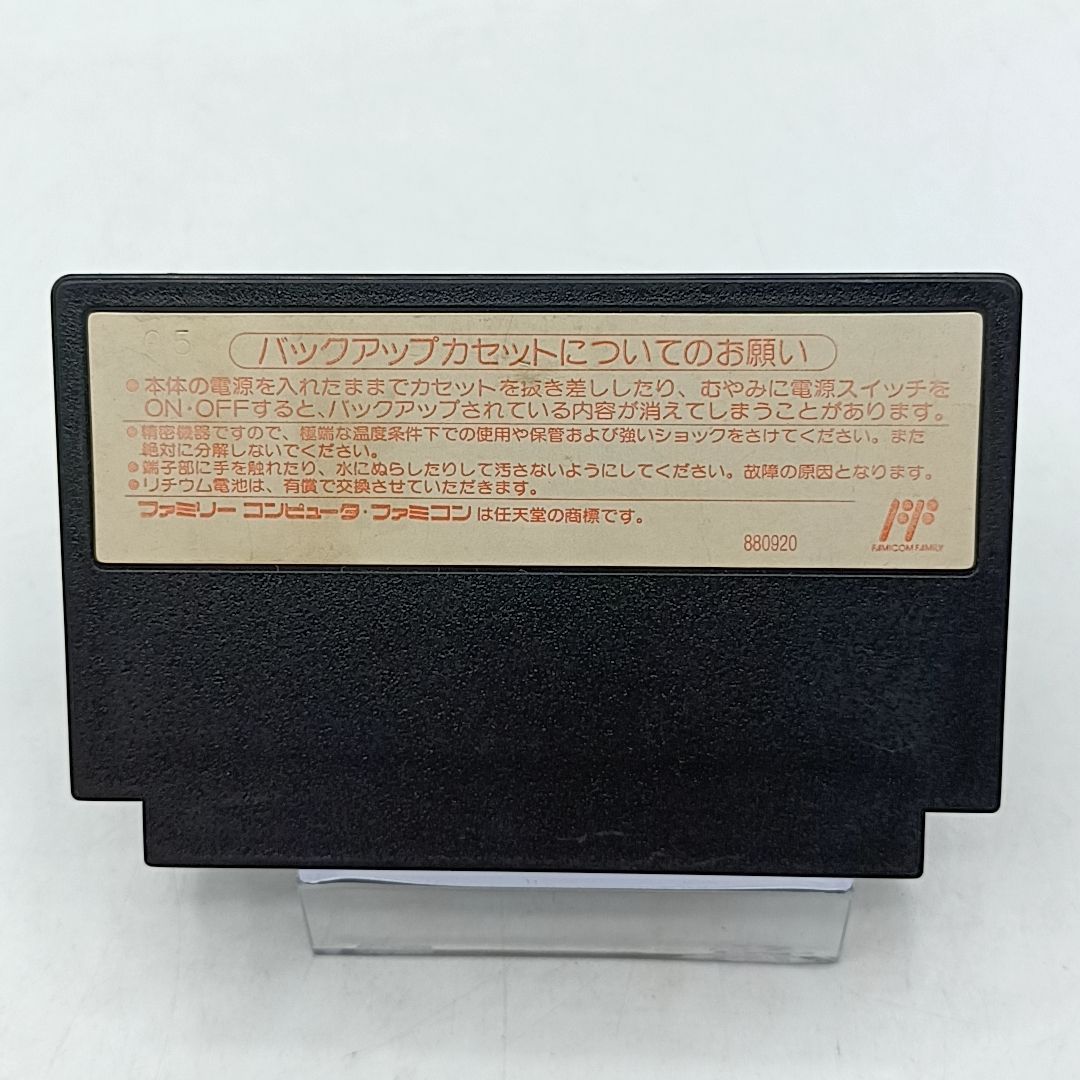 C5
バックアップカセットについてのお願い
●本体の電源を入れたままでカセットを抜き差ししたり、むやみに電源スイッチを
ON・OFFすると、バックアップされている内容が消えてしまうことがあります。
●精密機器ですので、極端な温度条件下での使用や保管および強いショックをさけてください。また
絶対に分解しないでください。
●端子部に手を触れたり、水にぬらしたりして汚さないようにしてください。故障の原因となります。
●リチウム電池は、有償で交換させていただきます。
ファミリーコンピュータ・ファミコンは任天堂の商標です。
880920
FAMICOM FAMILY